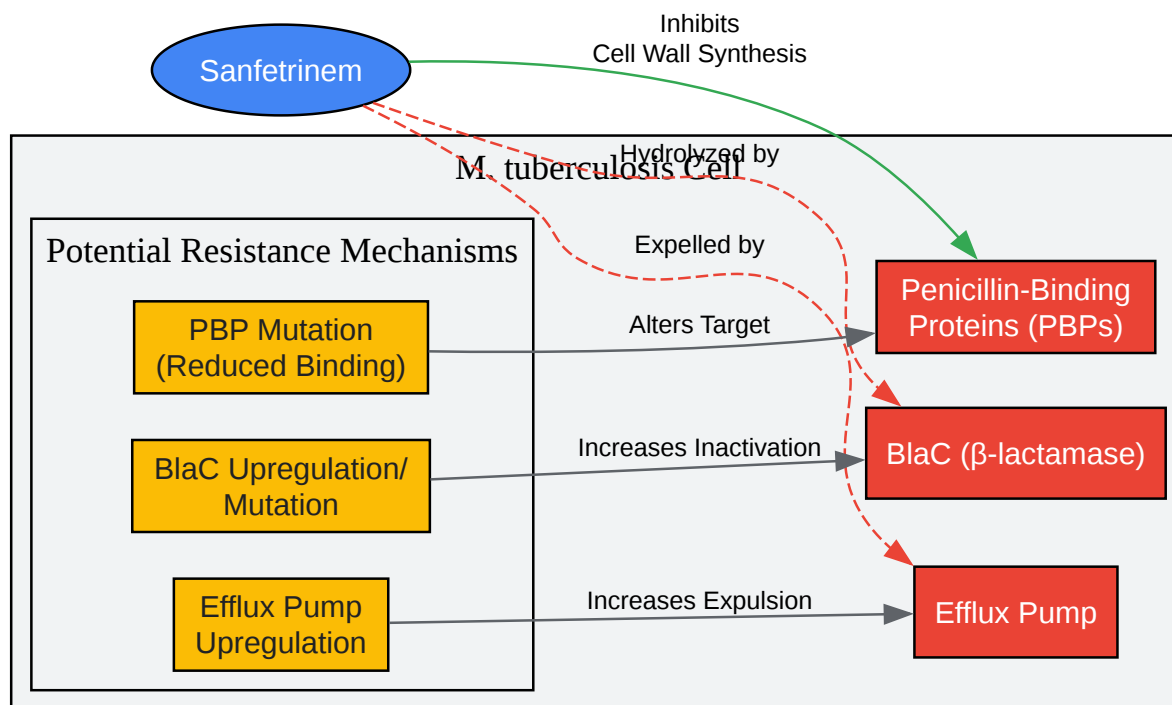 Inhibits
Cell Wall Synthesis
Sanfetrinem
Hydrolyzed by
M. tuberculosis Cell
Potential Resistance Mechanisms
Expelled by
Penicillin-Binding
Proteins (PBPs)
PBP Mutation
(Reduced Binding)
Alters Target
BlaC Upregulation/
Mutation
Increases Inactivation
BlaC (β-lactamase)
Efflux Pump
Upregulation
Increases Expulsion
Efflux Pump